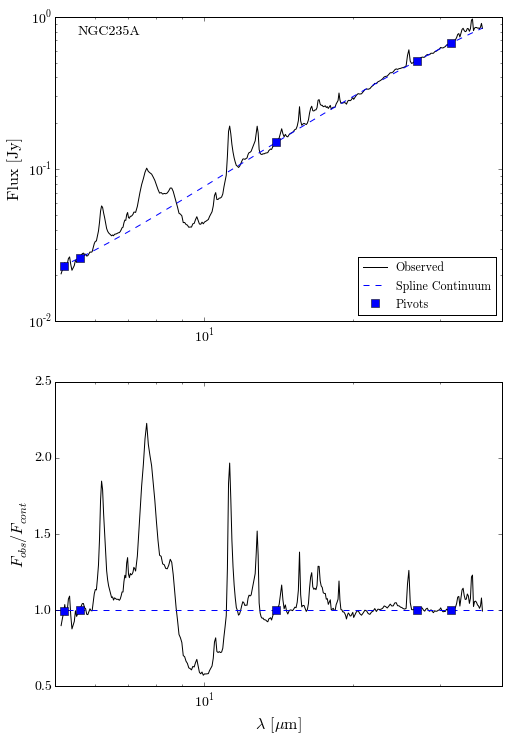 10^0
NGC235A
Flux [Jy]
10^-1
Observed
Spline Continuum
Pivots
10^-2
10^1
2.5
2.0
F_obs/F_cont
1.5
1.0
0.5
10^1
λ [μm]